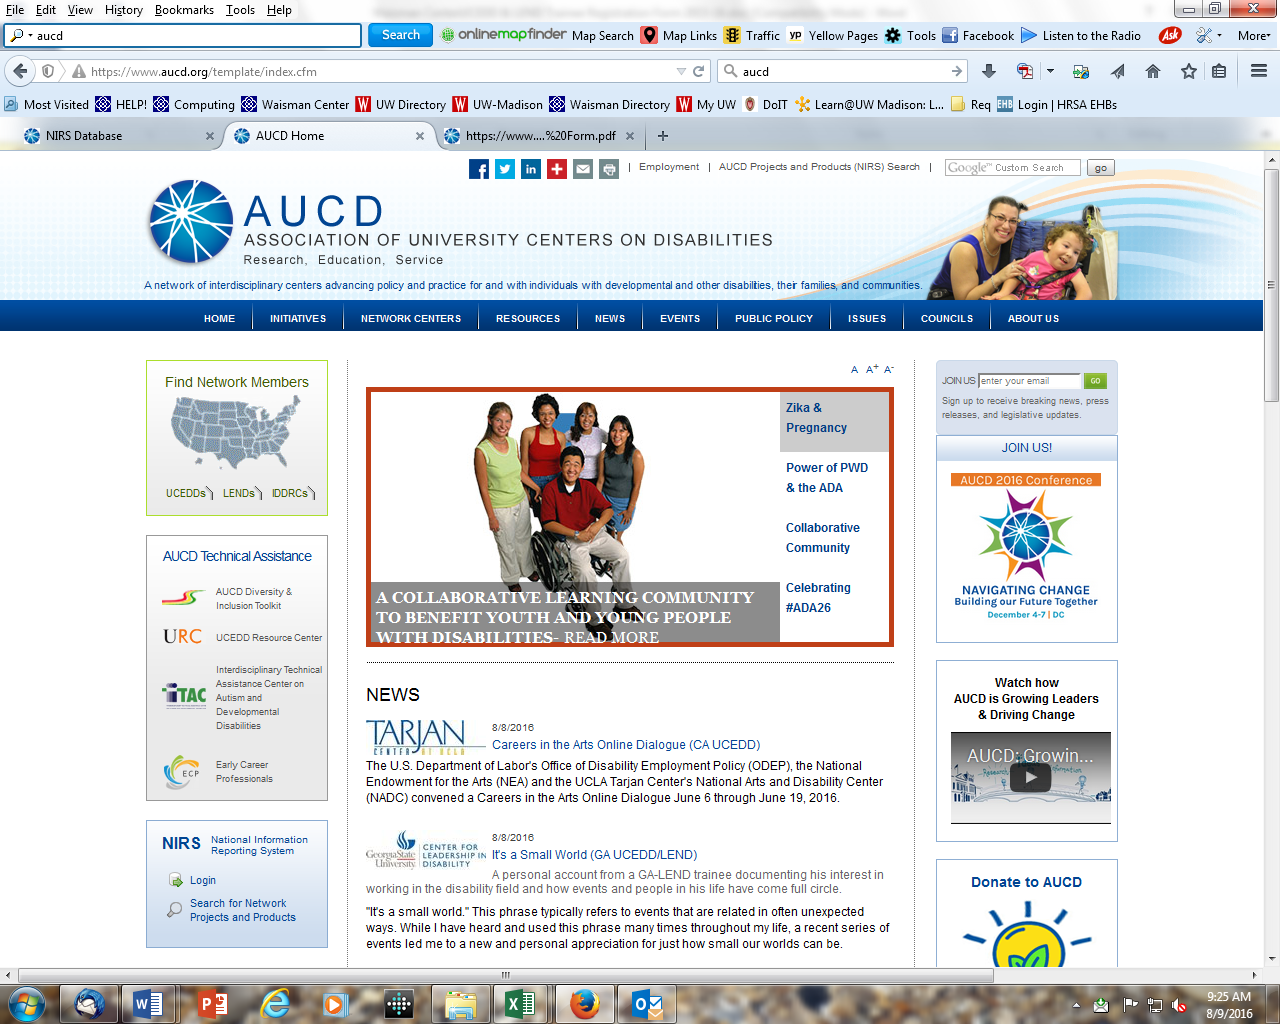 File Edit View History Bookmarks Tools Help
aucd Search onlinemapfinder Map Search Map Links Traffic YP Yellow Pages Tools Facebook Listen to the Radio Ask More
https://www.aucd.org/template/index.cfm aucd
Most Visited HELP! Computing Waisman Center UW Directory UW-Madison Waisman Directory My UW DoIT Learn@UW Madison: L... Req EHB Login | HRSA EHBs
NIRS Database AUCD Home https://www....%20Form.pdf
Employment | AUCD Projects and Products (NIRS) Search | Google™ Custom Search go
AUCD
ASSOCIATION OF UNIVERSITY CENTERS ON DISABILITIES
Research, Education, Service
A network of interdisciplinary centers advancing policy and practice for and with individuals with developmental and other disabilities, their families, and communities.
HOME INITIATIVES NETWORK CENTERS RESOURCES NEWS EVENTS PUBLIC POLICY ISSUES COUNCILS ABOUT US
Find Network Members
UCEDDs LENDs IDDRCs
AUCD Technical Assistance
AUCD Diversity &
Inclusion Toolkit
URC UCEDD Resource Center
Interdisciplinary Technical
Assistance Center on
iTAC Autism and
Developmental
Disabilities
ECP Early Career
Professionals
NIRS National Information
Reporting System
Login
Search for Network
Projects and Products
A A+ A-
Zika &
Pregnancy
Power of PWD
& the ADA
Collaborative
Community
Celebrating
#ADA26
A COLLABORATIVE LEARNING COMMUNITY
TO BENEFIT YOUTH AND YOUNG PEOPLE
WITH DISABILITIES- READ MORE
NEWS
TARJAN
CENTER AT UCLA
8/8/2016
Careers in the Arts Online Dialogue (CA UCEDD)
The U.S. Department of Labor's Office of Disability Employment Policy (ODEP), the National
Endowment for the Arts (NEA) and the UCLA Tarjan Center's National Arts and Disability Center
(NADC) convened a Careers in the Arts Online Dialogue June 6 through June 19, 2016.
GeorgiaState University CENTER FOR LEADERSHIP IN DISABILITY
8/8/2016
It's a Small World (GA UCEDD/LEND)
A personal account from a GA-LEND trainee documenting his interest in
working in the disability field and how events and people in his life have come full circle.
"It's a small world." This phrase typically refers to events that are related in often unexpected
ways. While I have heard and used this phrase many times throughout my life, a recent series of
events led me to a new and personal appreciation for just how small our worlds can be.
JOIN US enter your email GO
Sign up to receive breaking news, press
releases, and legislative updates.
JOIN US!
AUCD 2016 Conference
NAVIGATING CHANGE
Building our Future Together
December 4-7 | DC
Watch how
AUCD is Growing Leaders
& Driving Change
AUCD: Growin...
Donate to AUCD
9:25 AM
8/9/2016